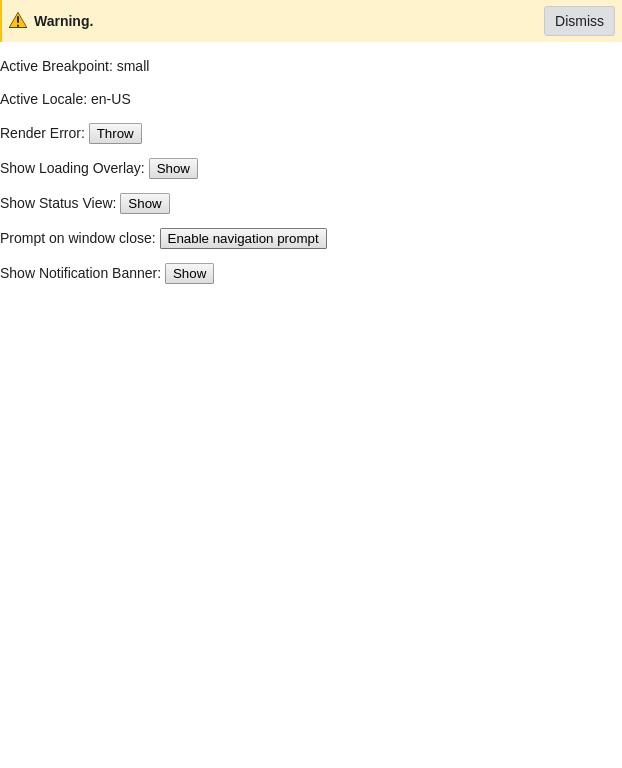 Warning. Dismiss
Active Breakpoint: small
Active Locale: en-US
Render Error: Throw
Show Loading Overlay: Show
Show Status View: Show
Prompt on window close: Enable navigation prompt
Show Notification Banner: Show